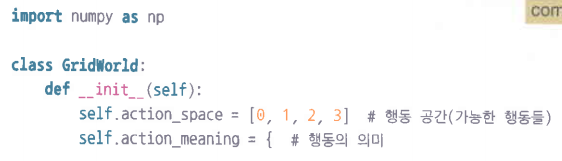 com
import numpy as np
class GridWorld:
def __init__(self):
self.action_space = [0, 1, 2, 3] # 행동 공간(가능한 행동들)
self.action_meaning = { # 행동의 의미